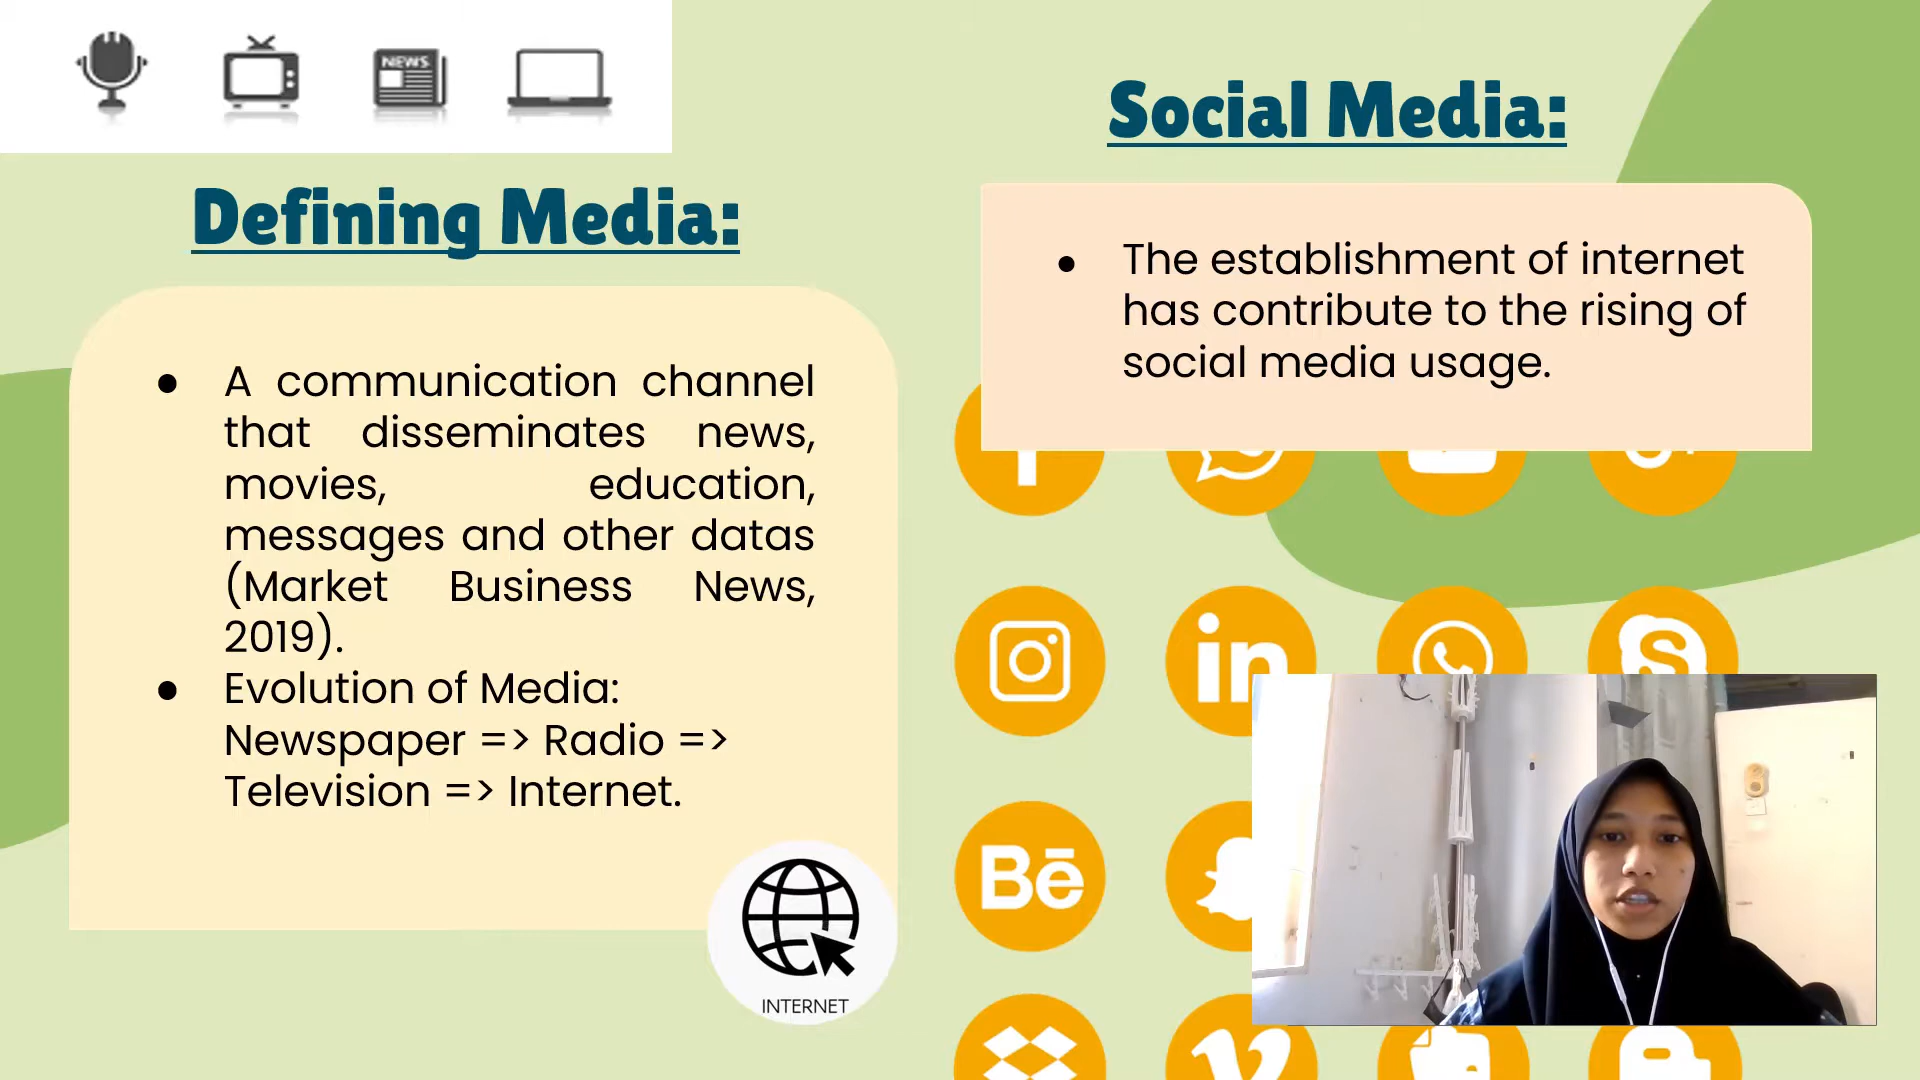 NEWS
Defining Media:
A communication channel
that disseminates news,
movies, education,
messages and other datas
(Market Business News,
2019).
Evolution of Media:
Newspaper => Radio =>
Television => Internet.
INTERNET
Social Media:
The establishment of internet
has contribute to the rising of
social media usage.
in
Bē